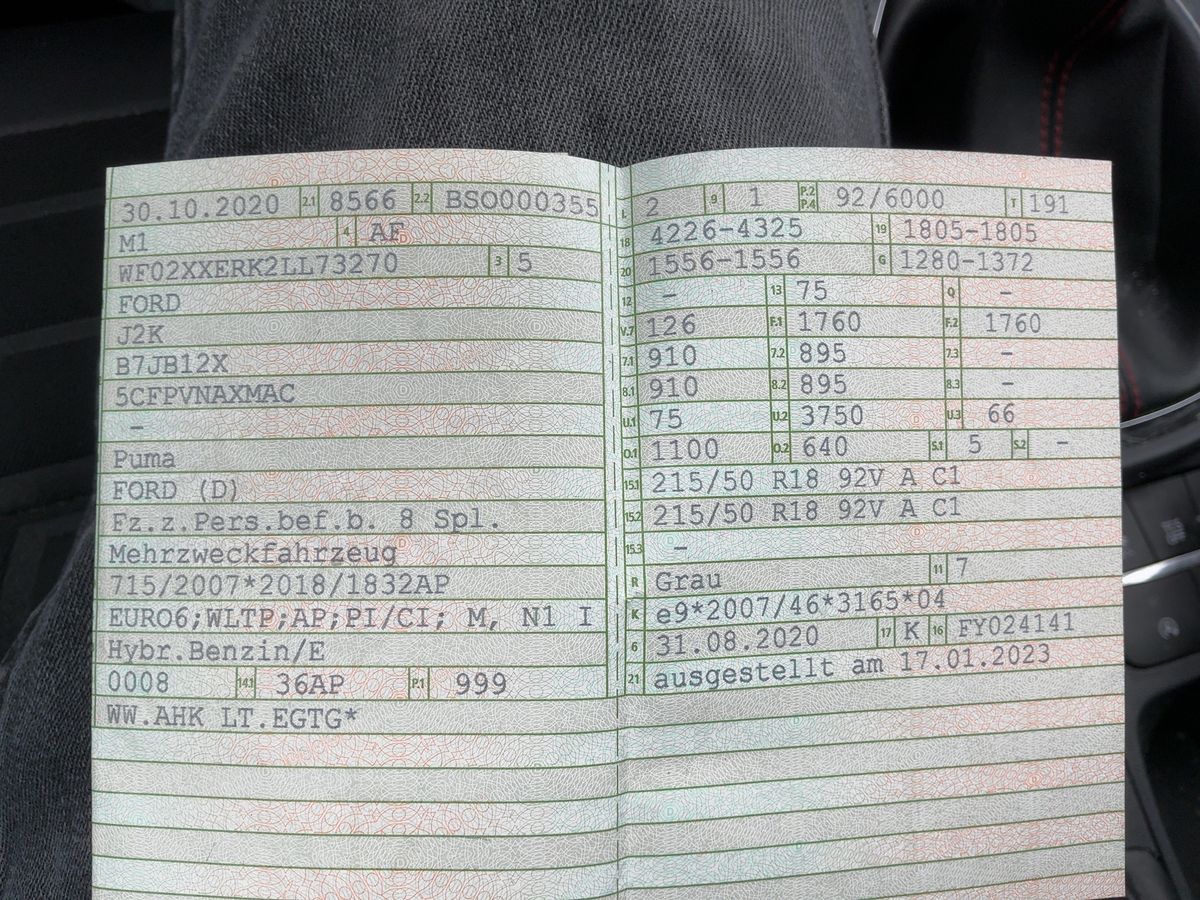 30.10.2020 2.1 8566 2.2 BSO000355
M1 4 AF
WF02XXERK2LL73270 3 5
FORD
J2K
B7JB12X
5CFPVNAXMAC
-
Puma
FORD (D)
Fz.z.Pers.bef.b. 8 Spl.
Mehrzweckfahrzeug
715/2007*2018/1832AP
EURO6;WLTP;AP;PI/CI; M, N1 I
Hybr.Benzin/E
0008 14.1 36AP P.1 999
WW.AHK LT.EGTG*
L 2 9 1 P.2 P.4 92/6000 T 191
18 4226-4325 19 1805-1805
20 1556-1556 G 1280-1372
12 - 13 75 Q -
V.7 126 F.1 1760 F.2 1760
7.1 910 7.2 895 7.3 -
8.1 910 8.2 895 8.3 -
U.1 75 U.2 3750 U.3 66
O.1 1100 O.2 640 S.1 5 S.2 -
15.1 215/50 R18 92V A C1
15.2 215/50 R18 92V A C1
15.3 -
R Grau 11 7
K e9*2007/46*3165*04
6 31.08.2020 17 K 16 FY024141
21 ausgestellt am 17.01.2023